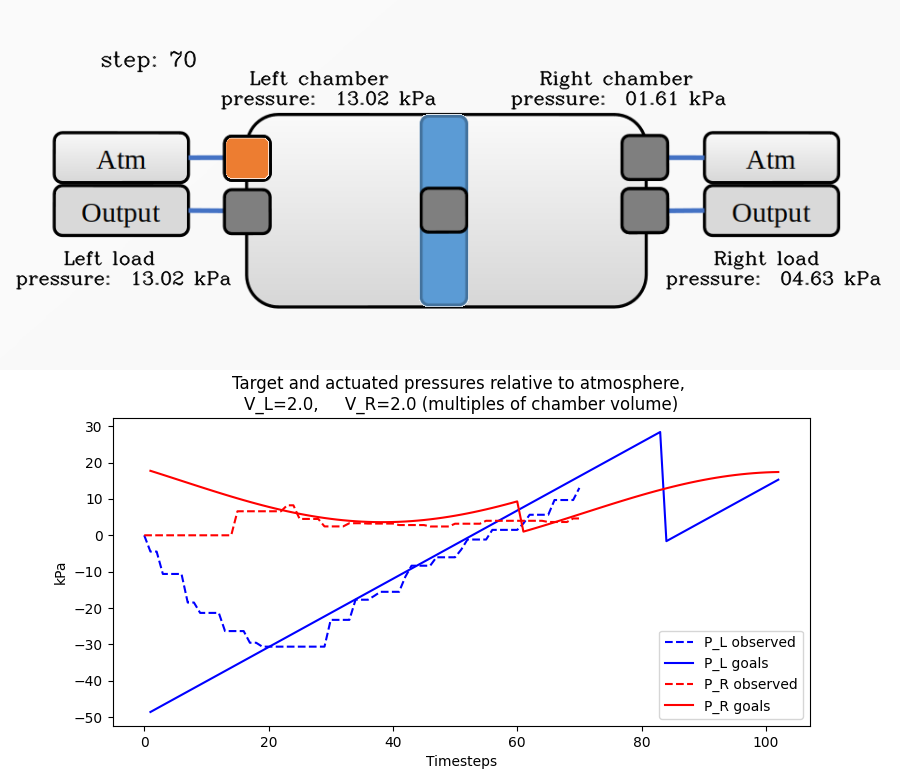 step: 70
Left chamber
pressure: 13.02 kPa
Right chamber
pressure: 01.61 kPa
Atm
Output
Atm
Output
Left load
pressure: 13.02 kPa
Right load
pressure: 04.63 kPa
Target and actuated pressures relative to atmosphere,
V_L=2.0, V_R=2.0 (multiples of chamber volume)
30
20
10
0
−10
−20
−30
−40
−50
kPa
0 20 40 60 80 100
Timesteps
P_L observed
P_L goals
P_R observed
P_R goals